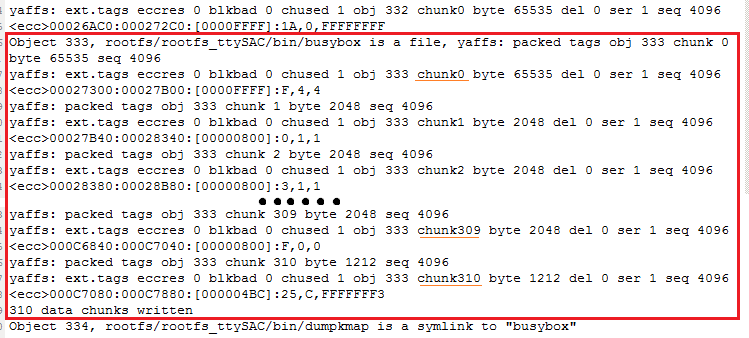 yaffs: ext.tags eccres 0 blkbad 0 chused 1 obj 332 chunk0 byte 65535 del 0 ser 1 seq 4096
<ecc>00026AC0:000272C0:[0000FFFF]:1A,0,FFFFFFFF
Object 333, rootfs/rootfs_ttySAC/bin/busybox is a file, yaffs: packed tags obj 333 chunk 0
byte 65535 seq 4096
yaffs: ext.tags eccres 0 blkbad 0 chused 1 obj 333 chunk0 byte 65535 del 0 ser 1 seq 4096
<ecc>00027300:00027B00:[0000FFFF]:F,4,4
yaffs: packed tags obj 333 chunk 1 byte 2048 seq 4096
yaffs: ext.tags eccres 0 blkbad 0 chused 1 obj 333 chunk1 byte 2048 del 0 ser 1 seq 4096
<ecc>00027B40:00028340:[00000800]:0,1,1
yaffs: packed tags obj 333 chunk 2 byte 2048 seq 4096
yaffs: ext.tags eccres 0 blkbad 0 chused 1 obj 333 chunk2 byte 2048 del 0 ser 1 seq 4096
<ecc>00028380:00028B80:[00000800]:3,1,1
●●●●●●
yaffs: packed tags obj 333 chunk 309 byte 2048 seq 4096
yaffs: ext.tags eccres 0 blkbad 0 chused 1 obj 333 chunk309 byte 2048 del 0 ser 1 seq 4096
<ecc>000C6840:000C7040:[00000800]:F,0,0
yaffs: packed tags obj 333 chunk 310 byte 1212 seq 4096
yaffs: ext.tags eccres 0 blkbad 0 chused 1 obj 333 chunk310 byte 1212 del 0 ser 1 seq 4096
<ecc>000C7080:000C7880:[000004BC]:25,C,FFFFFFF3
310 data chunks written
Object 334, rootfs/rootfs_ttySAC/bin/dumpkmap is a symlink to "busybox"